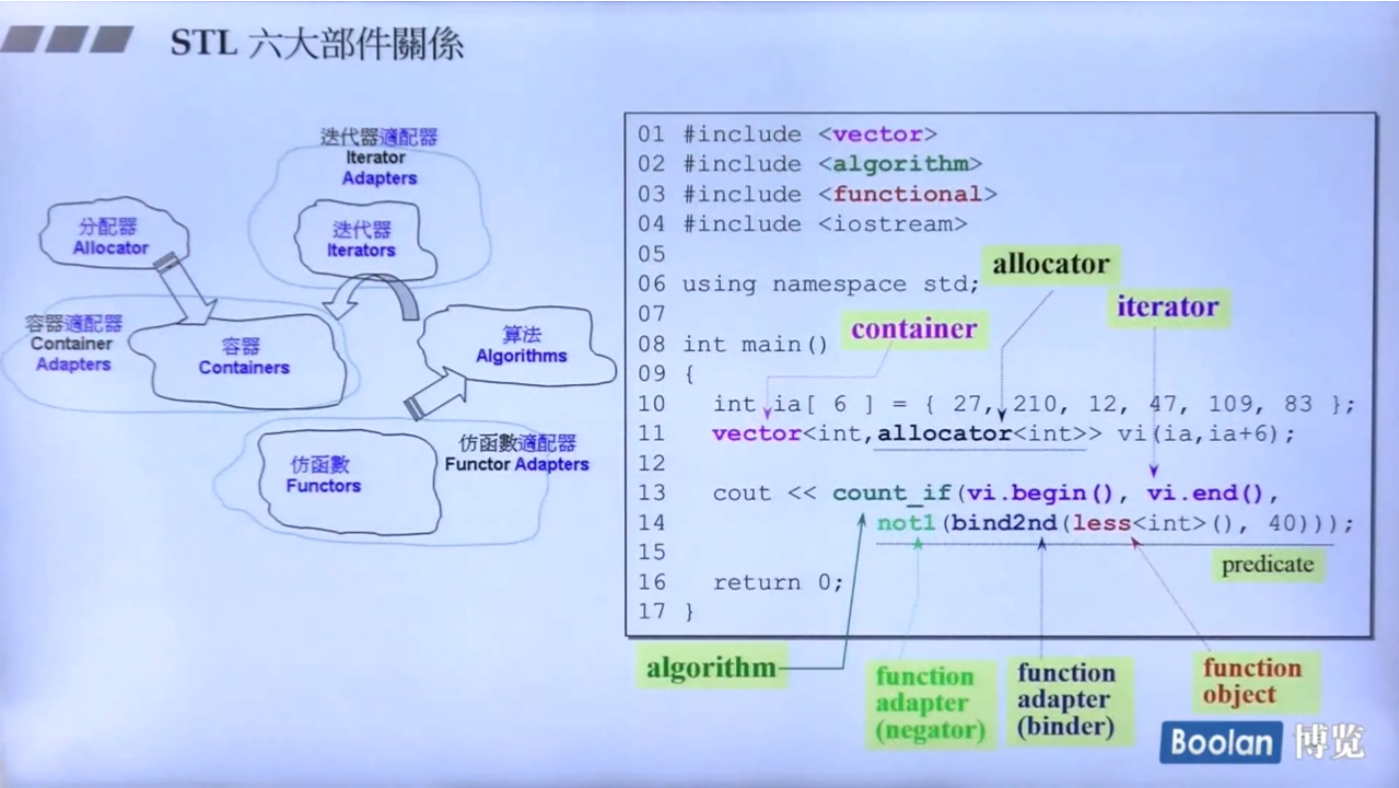 STL 六大部件關係
迭代器適配器
Iterator
Adapters
分配器
Allocator
迭代器
Iterators
容器適配器
Container
Adapters
容器
Containers
算法
Algorithms
仿函數
Functors
仿函數適配器
Functor Adapters
01 #include <vector>
02 #include <algorithm>
03 #include <functional>
04 #include <iostream>
05
06 using namespace std;
07
08 int main()
09 {
10 int ia[ 6 ] = { 27, 210, 12, 47, 109, 83 };
11 vector<int,allocator<int>> vi(ia,ia+6);
12
13 cout << count_if(vi.begin(), vi.end(),
14 not1(bind2nd(less<int>(), 40)));
15
16 return 0;
17 }
allocator
iterator
container
predicate
algorithm
function
adapter
(negator)
function
adapter
(binder)
function
object
Boolan 博览